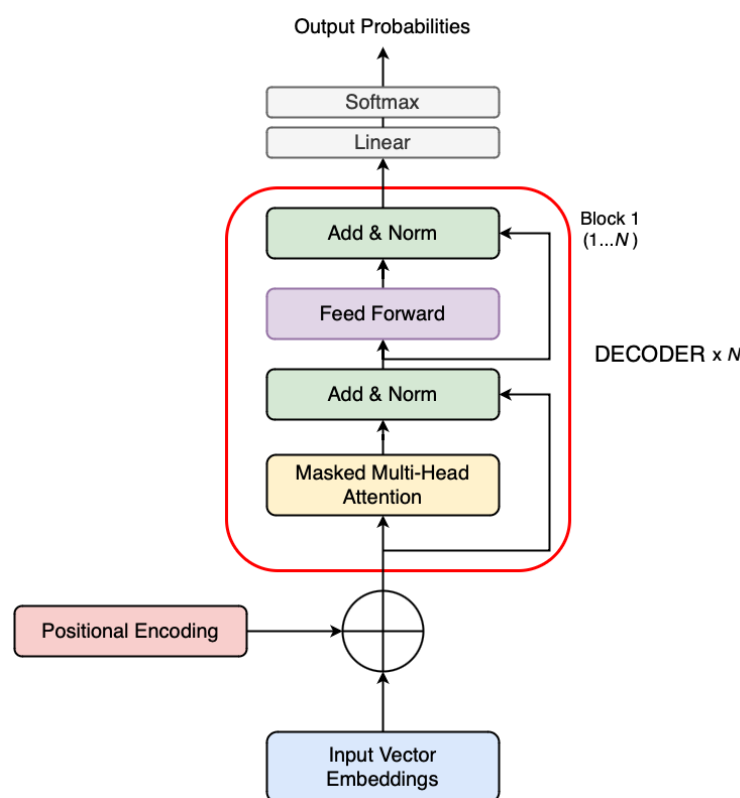 Output Probabilities
Softmax
Linear
Block 1
(1...N )
Add & Norm
Feed Forward
DECODER x N
Add & Norm
Masked Multi-Head
Attention
Positional Encoding
Input Vector
Embeddings